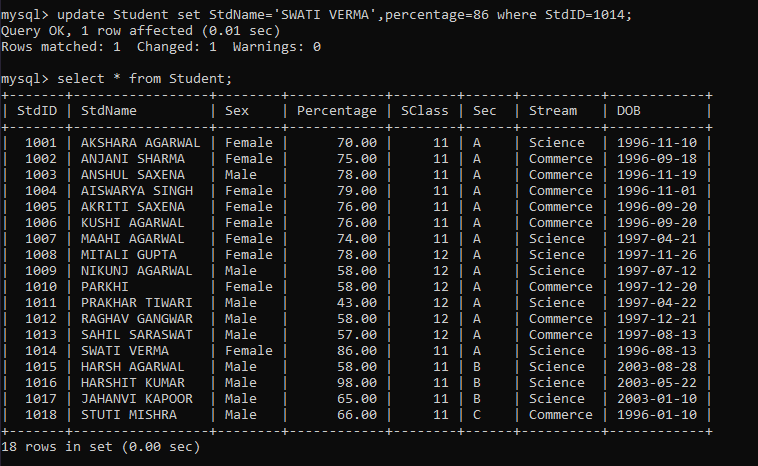 mysql> update Student set StdName='SWATI VERMA',percentage=86 where StdID=1014;
Query OK, 1 row affected (0.01 sec)
Rows matched: 1  Changed: 1  Warnings: 0

mysql> select * from Student;
+-------+-----------------+--------+------------+--------+------+----------+------------+
| StdID | StdName         | Sex    | Percentage | SClass | Sec  | Stream   | DOB        |
+-------+-----------------+--------+------------+--------+------+----------+------------+
|  1001 | AKSHARA AGARWAL | Female |      70.00 |     11 | A    | Science  | 1996-11-10 |
|  1002 | ANJANI SHARMA   | Female |      75.00 |     11 | A    | Commerce | 1996-09-18 |
|  1003 | ANSHUL SAXENA   | Male   |      78.00 |     11 | A    | Commerce | 1996-11-19 |
|  1004 | AISWARYA SINGH  | Female |      79.00 |     11 | A    | Commerce | 1996-11-01 |
|  1005 | AKRITI SAXENA   | Female |      76.00 |     11 | A    | Commerce | 1996-09-20 |
|  1006 | KUSHI AGARWAL   | Female |      76.00 |     11 | A    | Commerce | 1996-09-20 |
|  1007 | MAAHI AGARWAL   | Female |      74.00 |     11 | A    | Science  | 1997-04-21 |
|  1008 | MITALI GUPTA    | Female |      78.00 |     12 | A    | Science  | 1997-11-26 |
|  1009 | NIKUNJ AGARWAL  | Male   |      58.00 |     12 | A    | Science  | 1997-07-12 |
|  1010 | PARKHI          | Female |      58.00 |     12 | A    | Commerce | 1997-12-20 |
|  1011 | PRAKHAR TIWARI  | Male   |      43.00 |     12 | A    | Science  | 1997-04-22 |
|  1012 | RAGHAV GANGWAR  | Male   |      58.00 |     12 | A    | Commerce | 1997-12-21 |
|  1013 | SAHIL SARASWAT  | Male   |      57.00 |     12 | A    | Commerce | 1997-08-13 |
|  1014 | SWATI VERMA     | Female |      86.00 |     11 | A    | Science  | 1996-08-13 |
|  1015 | HARSH AGARWAL   | Male   |      58.00 |     11 | B    | Science  | 2003-08-28 |
|  1016 | HARSHIT KUMAR   | Male   |      98.00 |     11 | B    | Science  | 2003-05-22 |
|  1017 | JAHANVI KAPOOR  | Male   |      65.00 |     11 | B    | Science  | 2003-01-10 |
|  1018 | STUTI MISHRA    | Male   |      66.00 |     11 | C    | Commerce | 1996-01-10 |
+-------+-----------------+--------+------------+--------+------+----------+------------+
18 rows in set (0.00 sec)